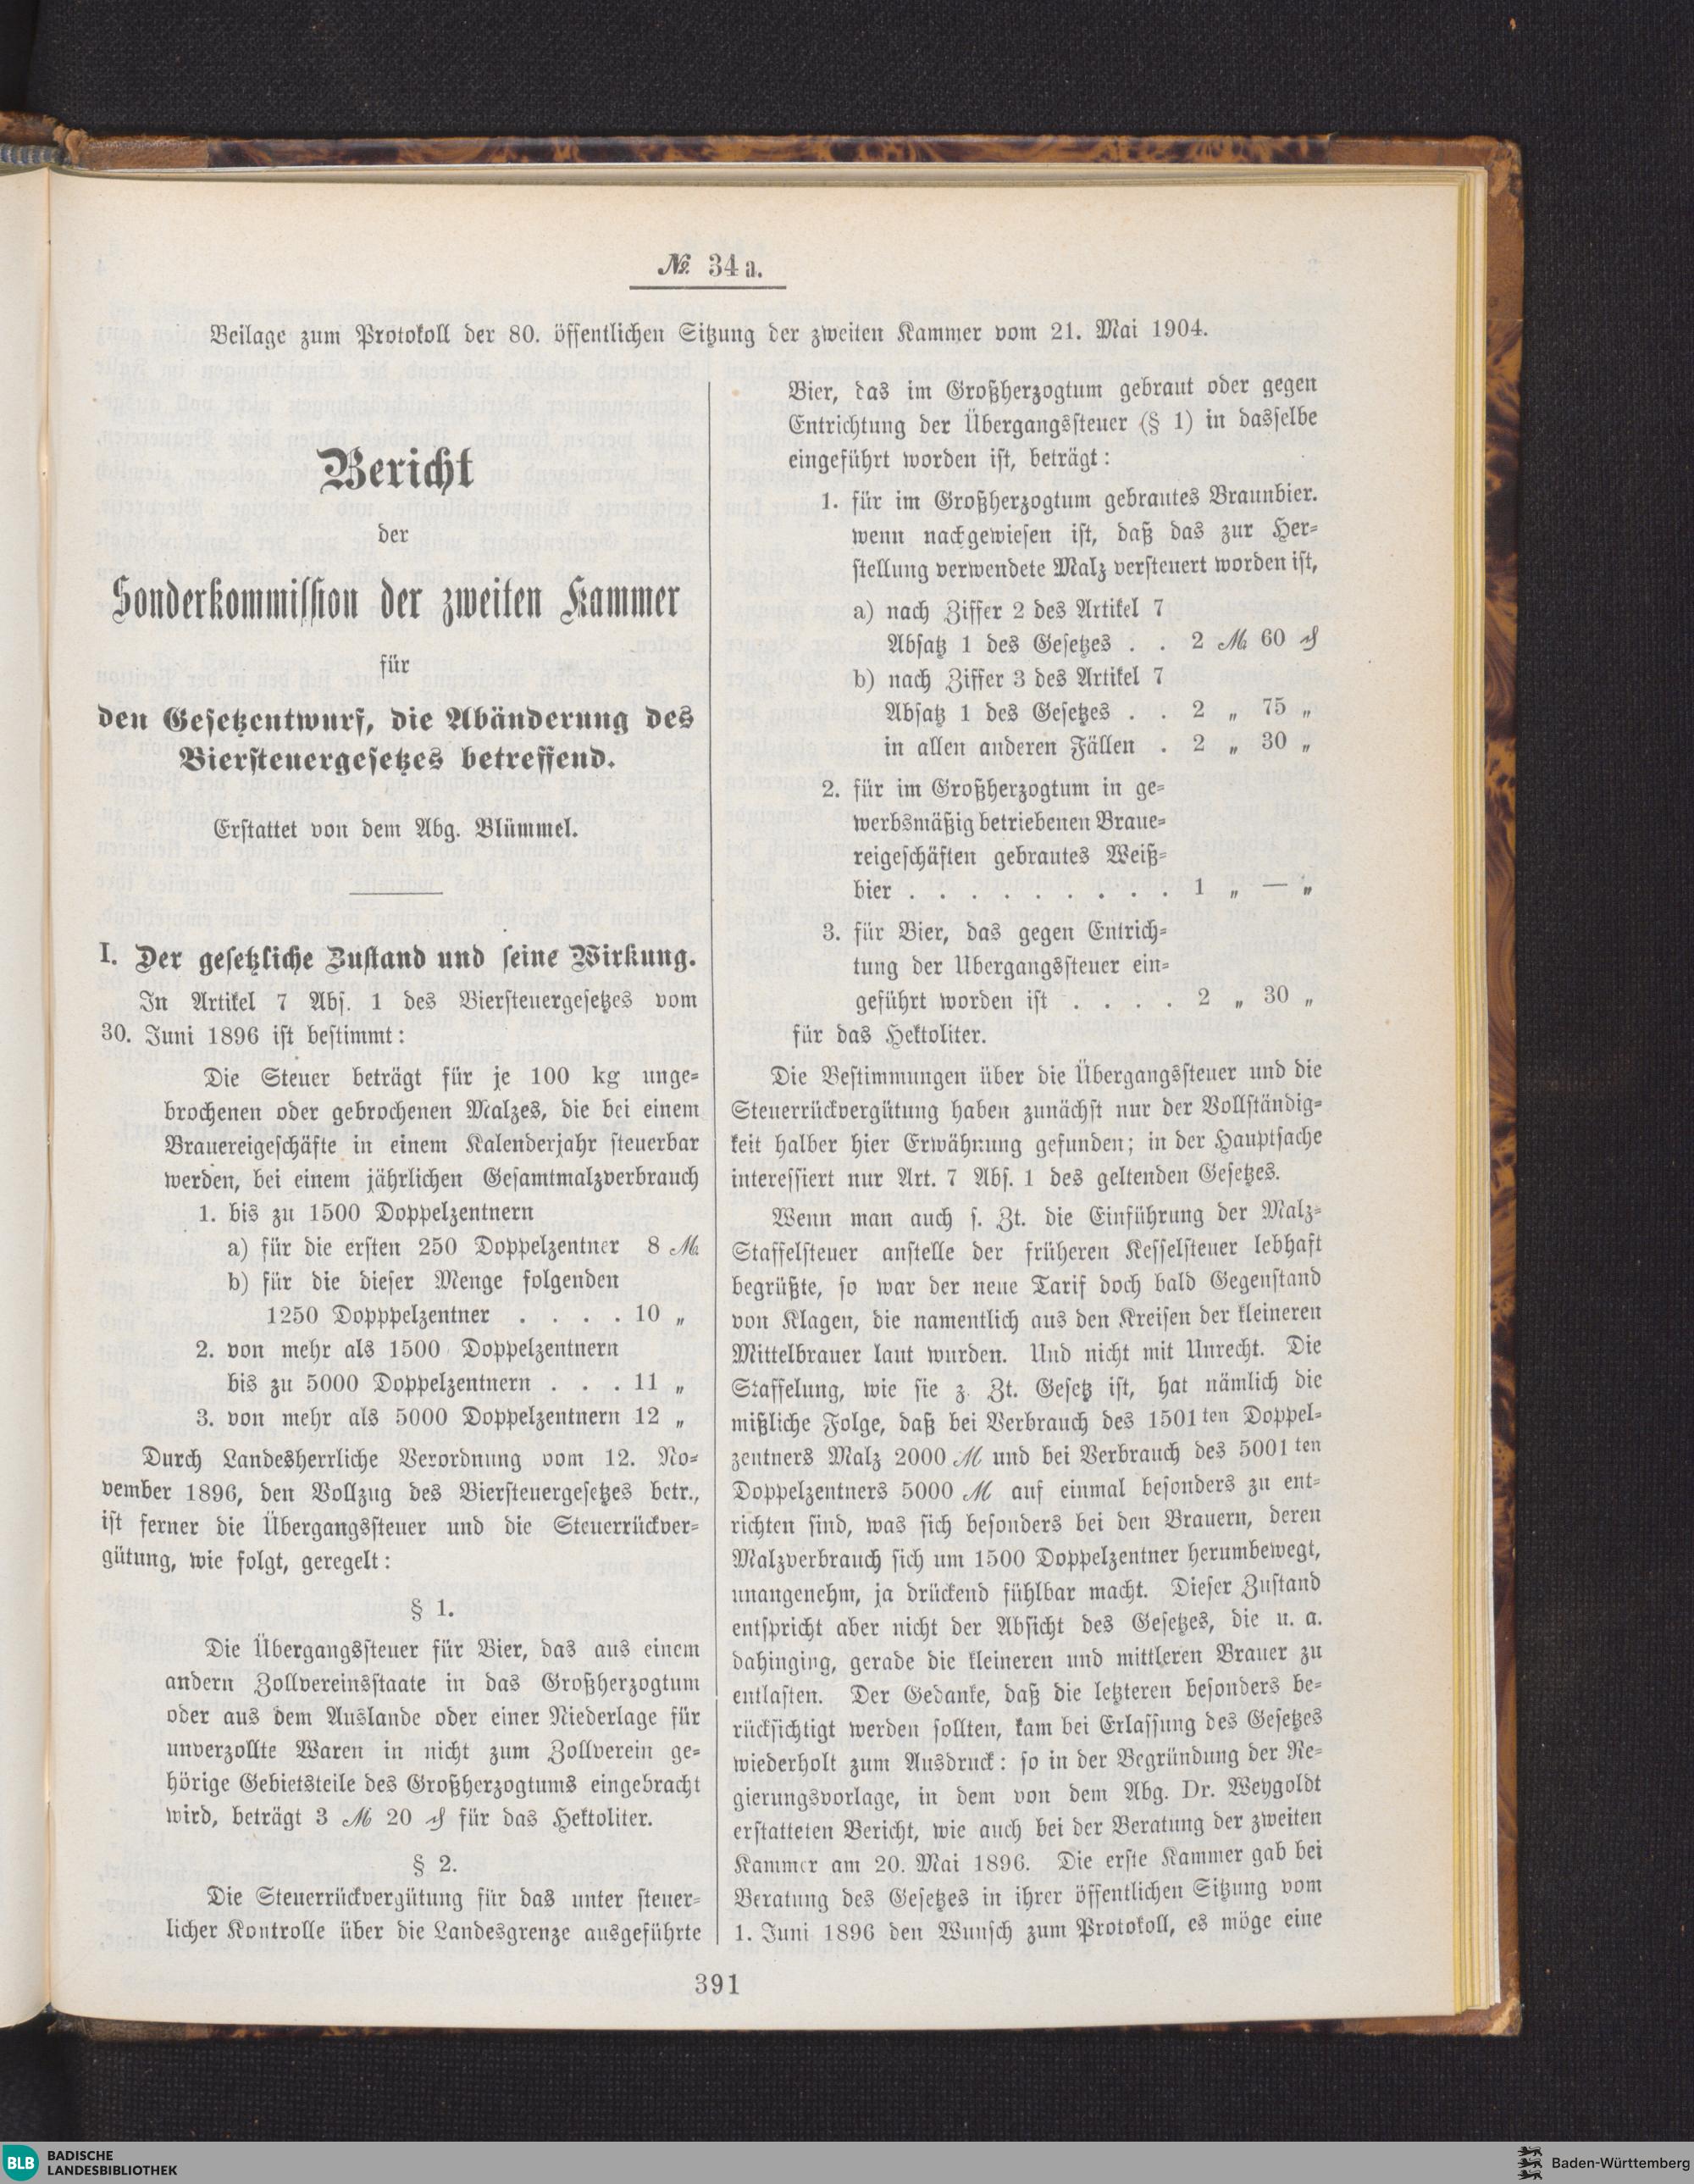 № 34 a.
Beilage zum Protokoll der 80. öffentlichen Sitzung der zweiten Kammer vom 21. Mai 1904.
Bericht
der
Sonderkommission der zweiten Kammer
für
den Gesetzentwurf, die Abänderung des
Biersteuergesetzes betreffend.
Erstattet von dem Abg. Blümmel.
I. Der gesetzliche Zustand und seine Wirkung.
In Artikel 7 Abs. 1 des Biersteuergesetzes vom
30. Juni 1896 ist bestimmt:
Die Steuer beträgt für je 100 kg unge-
brochenen oder gebrochenen Malzes, die bei einem
Brauereigeschäfte in einem Kalenderjahr steuerbar
werden, bei einem jährlichen Gesamtmalzverbrauch
1. bis zu 1500 Doppelzentnern
a) für die ersten 250 Doppelzentner 8 ℳ
b) für die dieser Menge folgenden
1250 Dopppelzentner . . . . 10 „
2. von mehr als 1500 Doppelzentnern
bis zu 5000 Doppelzentnern . . . 11 „
3. von mehr als 5000 Doppelzentnern 12 „
Durch Landesherrliche Verordnung vom 12. No-
vember 1896, den Vollzug des Biersteuergesetzes betr.,
ist ferner die Übergangssteuer und die Steuerrückver-
gütung, wie folgt, geregelt:
§ 1.
Die Übergangssteuer für Bier, das aus einem
andern Zollvereinsstaate in das Großherzogtum
oder aus dem Auslande oder einer Niederlage für
unverzollte Waren in nicht zum Zollverein ge-
hörige Gebietsteile des Großherzogtums eingebracht
wird, beträgt 3 ℳ 20 ₰ für das Hektoliter.
§ 2.
Die Steuerrückvergütung für das unter steuer-
licher Kontrolle über die Landesgrenze ausgeführte
Bier, das im Großherzogtum gebraut oder gegen
Entrichtung der Übergangssteuer (§ 1) in dasselbe
eingeführt worden ist, beträgt:
1. für im Großherzogtum gebrautes Braunbier.
wenn nachgewiesen ist, daß das zur Her-
stellung verwendete Malz versteuert worden ist,
a) nach Ziffer 2 des Artikel 7
Absatz 1 des Gesetzes . . 2 ℳ 60 ₰
b) nach Ziffer 3 des Artikel 7
Absatz 1 des Gesetzes . . 2 „ 75 „
in allen anderen Fällen . 2 „ 30 „
2. für im Großherzogtum in ge-
werbsmäßig betriebenen Braue-
reigeschäften gebrautes Weiß-
bier . . . . . . . . . 1 „ — „
3. für Bier, das gegen Entrich-
tung der Ubergangssteuer ein-
geführt worden ist . . . . 2 „ 30 „
für das Hektoliter.
Die Bestimmungen über die Übergangssteuer und die
Steuerrückvergütung haben zunächst nur der Vollständig-
keit halber hier Erwähnung gefunden; in der Hauptsache
interessiert nur Art. 7 Abs. 1 des geltenden Gesetzes.
Wenn man auch s. Zt. die Einführung der Malz-
Staffelsteuer anstelle der früheren Kesselsteuer lebhaft
begrüßte, so war der neue Tarif doch bald Gegenstand
von Klagen, die namentlich aus den Kreisen der kleineren
Mittelbrauer laut wurden. Und nicht mit Unrecht. Die
Staffelung, wie sie z. Zt. Gesetz ist, hat nämlich die
mißliche Folge, daß bei Verbrauch des 1501ten Doppel-
zentners Malz 2000 ℳ und bei Verbrauch des 5001ten
Doppelzentners 5000 ℳ auf einmal besonders zu ent-
richten sind, was sich besonders bei den Brauern, deren
Malzverbrauch sich um 1500 Doppelzentner herumbewegt,
unangenehm, ja drückend fühlbar macht. Dieser Zustand
entspricht aber nicht der Absicht des Gesetzes, die u. a.
dahinging, gerade die kleineren und mittleren Brauer zu
entlasten. Der Gedanke, daß die letzteren besonders be-
rücksichtigt werden sollten, kam bei Erlassung des Gesetzes
wiederholt zum Ausdruck: so in der Begründung der Re-
gierungsvorlage, in dem von dem Abg. Dr. Weygoldt
erstatteten Bericht, wie auch bei der Beratung der zweiten
Kammer am 20. Mai 1896. Die erste Kammer gab bei
Beratung des Gesetzes in ihrer öffentlichen Sitzung vom
1. Juni 1896 den Wunsch zum Protokoll, es möge eine
391
BLB BADISCHE
LANDESBIBLIOTHEK
Baden-Württemberg